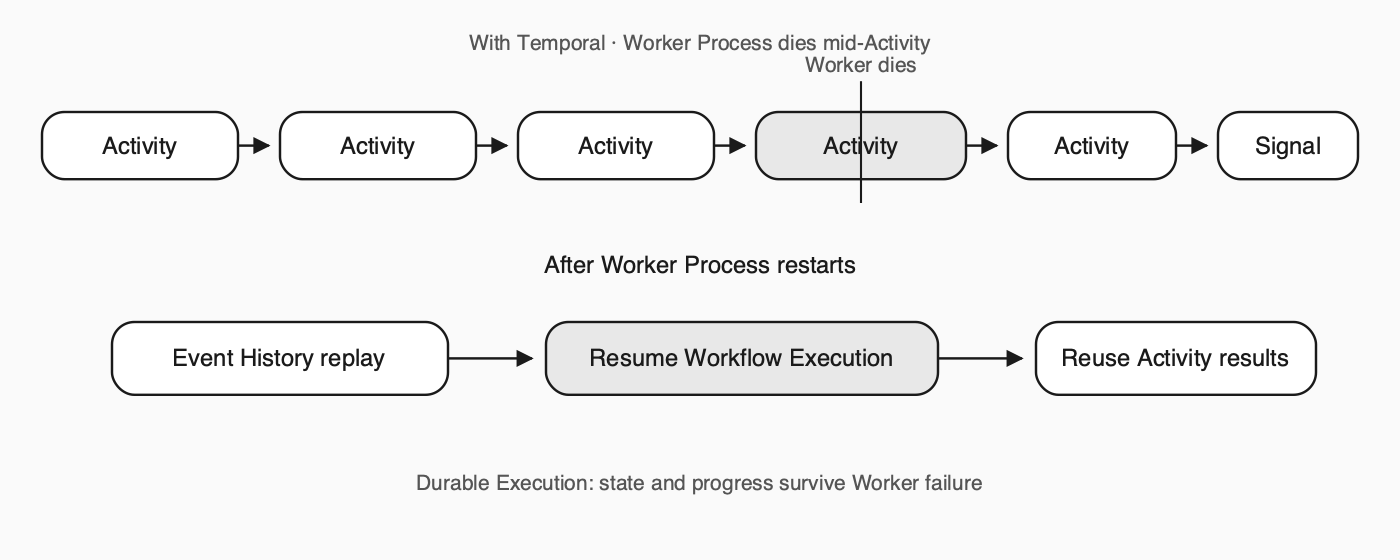 With Temporal · Worker Process dies mid-Activity
Worker dies
Activity
Activity
Activity
Activity
Activity
Signal
After Worker Process restarts
Event History replay
Resume Workflow Execution
Reuse Activity results
Durable Execution: state and progress survive Worker failure